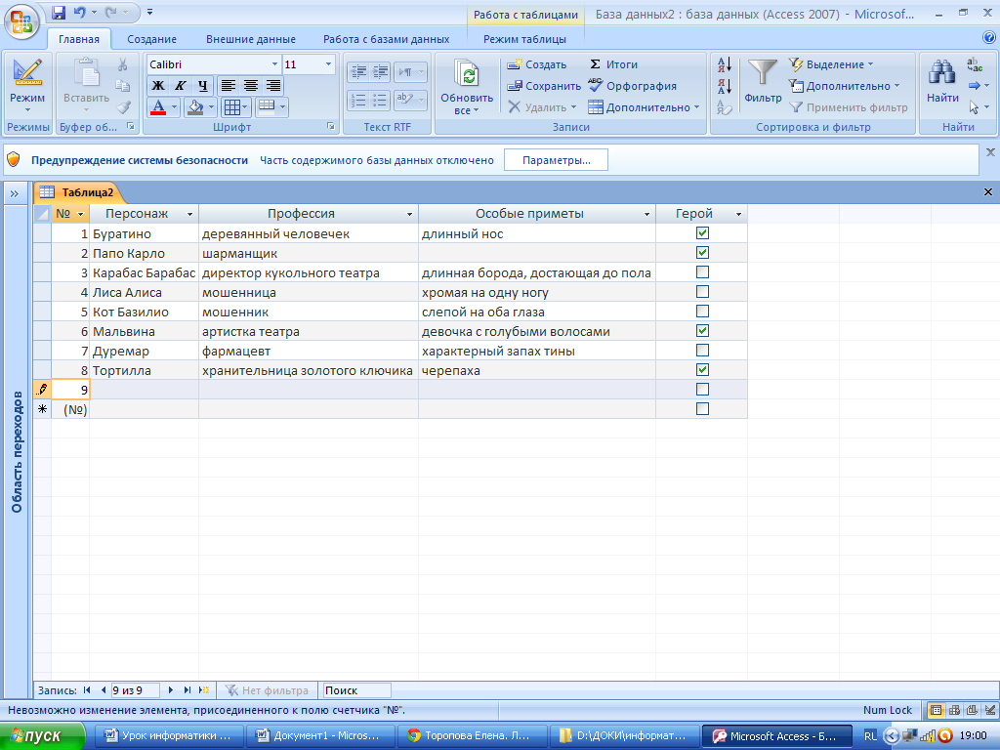 Работа с таблицами
База данных2 : база данных (Access 2007) - Microsof...
Главная
Создание
Внешние данные
Работа с базами данных
Режим таблицы
Режим
Режимы
Вставить
Буфер об...
Calibri
11
Ж К Ч
Шрифт
Текст RTF
Обновить все
Создать
Сохранить
Удалить
Итоги
Орфография
Дополнительно
Записи
Фильтр
Выделение
Дополнительно
Применить фильтр
Сортировка и фильтр
Найти
Найти
Предупреждение системы безопасности Часть содержимого базы данных отключено Параметры...
Таблица2
№ Персонаж Профессия Особые приметы Герой
1 Буратино деревянный человечек длинный нос
2 Папо Карло шарманщик
3 Карабас Барабас директор кукольного театра длинная борода, достающая до пола
4 Лиса Алиса мошенница хромая на одну ногу
5 Кот Базилио мошенник слепой на оба глаза
6 Мальвина артистка театра девочка с голубыми волосами
7 Дуремар фармацевт характерный запах тины
8 Тортилла хранительница золотого ключика черепаха
9
(№)
Область переходов
Запись: 9 из 9 Нет фильтра Поиск
Невозможно изменение элемента, присоединенного к полю счетчика "№".
Num Lock
пуск
Урок информатики ...
Документ1 - Micros...
Торопова Елена. Л...
D:\ДОКИ\информат...
Microsoft Access - Б...
RL
19:00